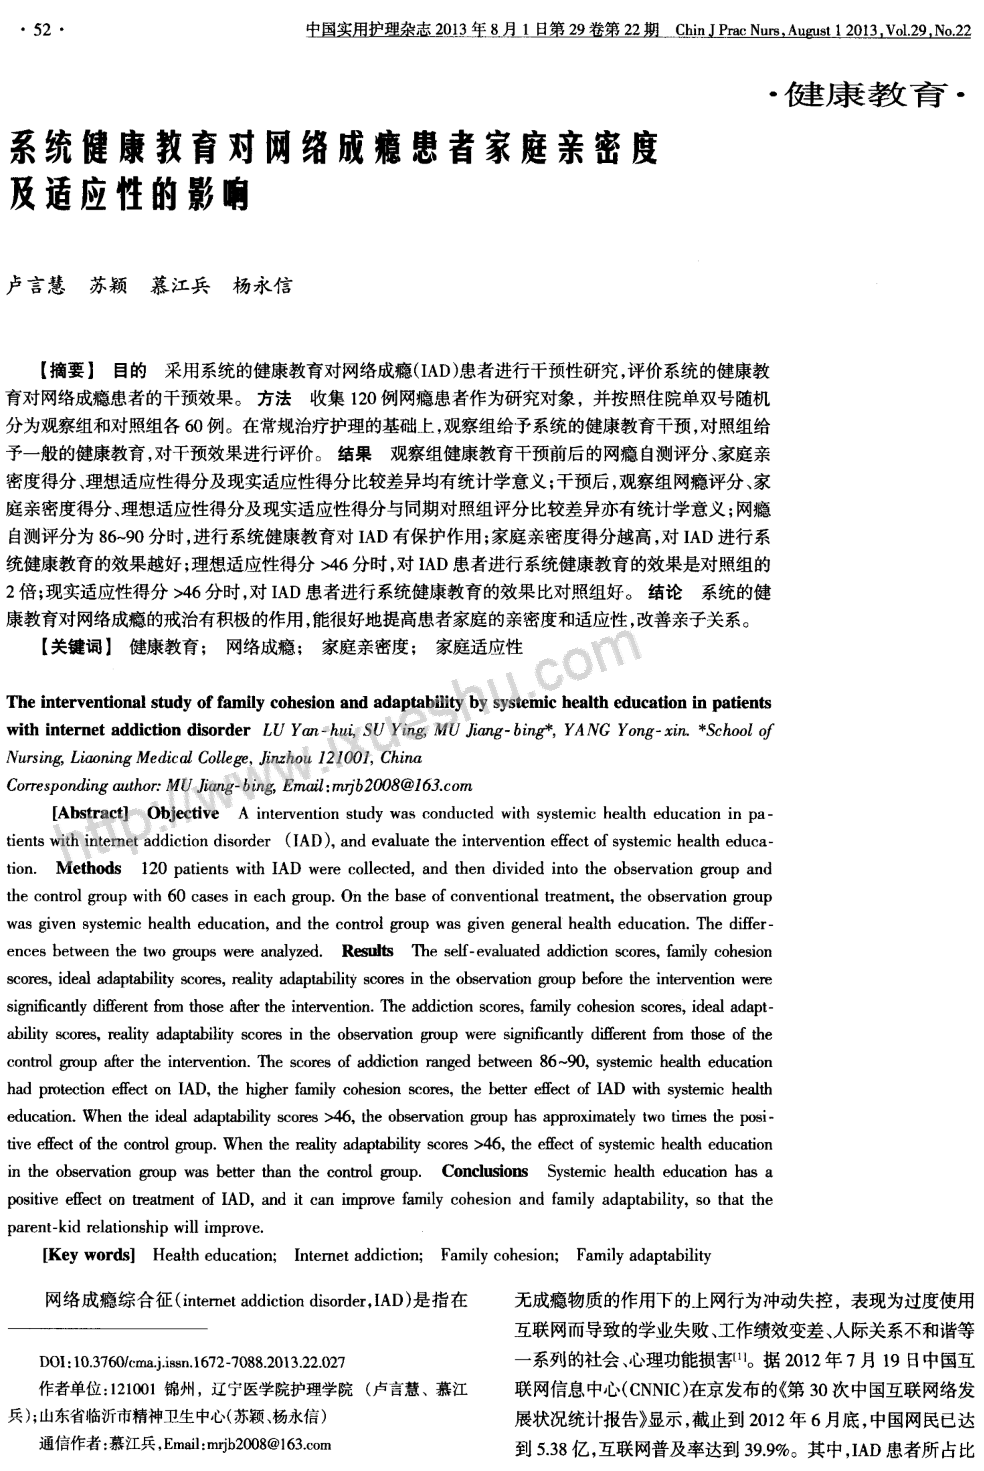 · 52 ·
中国实用护理杂志 2013 年 8 月 1 日第 29 卷第 22 期 Chin J Prac Nurs, August 1 2013, Vol.29, No.22
·健康教育·
系统健康教育对网络成瘾患者家庭亲密度
及适应性的影响
卢言慧 苏颖 慕江兵 杨永信
【摘要】 目的 采用系统的健康教育对网络成瘾(IAD)患者进行干预性研究,评价系统的健康教
育对网络成瘾患者的干预效果。 方法 收集 120 例网瘾患者作为研究对象, 并按照住院单双号随机
分为观察组和对照组各 60 例。在常规治疗护理的基础上,观察组给予系统的健康教育干预,对照组给
予一般的健康教育,对干预效果进行评价。 结果 观察组健康教育干预前后的网瘾自测评分、家庭亲
密度得分、理想适应性得分及现实适应性得分比较差异均有统计学意义;干预后,观察组网瘾评分、家
庭亲密度得分、理想适应性得分及现实适应性得分与同期对照组评分比较差异亦有统计学意义;网瘾
自测评分为 86~90 分时,进行系统健康教育对 IAD 有保护作用;家庭亲密度得分越高,对 IAD 进行系
统健康教育的效果越好;理想适应性得分 >46 分时,对 IAD 患者进行系统健康教育的效果是对照组的
2 倍;现实适应性得分 >46 分时,对 IAD 患者进行系统健康教育的效果比对照组好。 结论 系统的健
康教育对网络成瘾的戒治有积极的作用,能很好地提高患者家庭的亲密度和适应性,改善亲子关系。
【关键词】 健康教育; 网络成瘾; 家庭亲密度; 家庭适应性
The interventional study of family cohesion and adaptability by systemic health education in patients
with internet addiction disorder LU Yan-hui, SU Ying, MU Jiang-bing*, YANG Yong-xin. *School of
Nursing, Liaoning Medical College, Jinzhou 121001, China
Corresponding author: MU Jiang-bing, Email:mrjb2008@163.com
[Abstract] Objective A intervention study was conducted with systemic health education in pa-
tients with internet addiction disorder (IAD), and evaluate the intervention effect of systemic health educa-
tion. Methods 120 patients with IAD were collected, and then divided into the observation group and
the control group with 60 cases in each group. On the base of conventional treatment, the observation group
was given systemic health education, and the control group was given general health education. The differ-
ences between the two groups were analyzed. Results The self-evaluated addiction scores, family cohesion
scores, ideal adaptability scores, reality adaptability scores in the observation group before the intervention were
significantly different from those after the intervention. The addiction scores, family cohesion scores, ideal adapt-
ability scores, reality adaptability scores in the observation group were significantly different from those of the
control group after the intervention. The scores of addiction ranged between 86~90, systemic health education
had protection effect on IAD, the higher family cohesion scores, the better effect of IAD with systemic health
education. When the ideal adaptability scores >46, the observation group has approximately two times the posi-
tive effect of the control group. When the reality adaptability scores >46, the effect of systemic health education
in the observation group was better than the control group. Conclusions Systemic health education has a
positive effect on treatment of IAD, and it can improve family cohesion and family adaptability, so that the
parent-kid relationship will improve.
[Key words] Health education; Internet addiction; Family cohesion; Family adaptability
http://www.ixueshu.com
网络成瘾综合征(internet addiction disorder,IAD)是指在
DOI:10.3760/cma.j.issn.1672-7088.2013.22.027
作者单位:121001 锦州, 辽宁医学院护理学院 (卢言慧、慕江
兵);山东省临沂市精神卫生中心(苏颖、杨永信)
通信作者:慕江兵,Email:mrjb2008@163.com
无成瘾物质的作用下的上网行为冲动失控, 表现为过度使用
互联网而导致的学业失败、工作绩效变差、人际关系不和谐等
一系列的社会、心理功能损害[1]。据 2012 年 7 月 19 日中国互
联网信息中心(CNNIC)在京发布的《第 30 次中国互联网络发
展状况统计报告》显示,截止到 2012 年 6 月底,中国网民已达
到 5.38 亿,互联网普及率达到 39.9%。其中,IAD 患者所占比